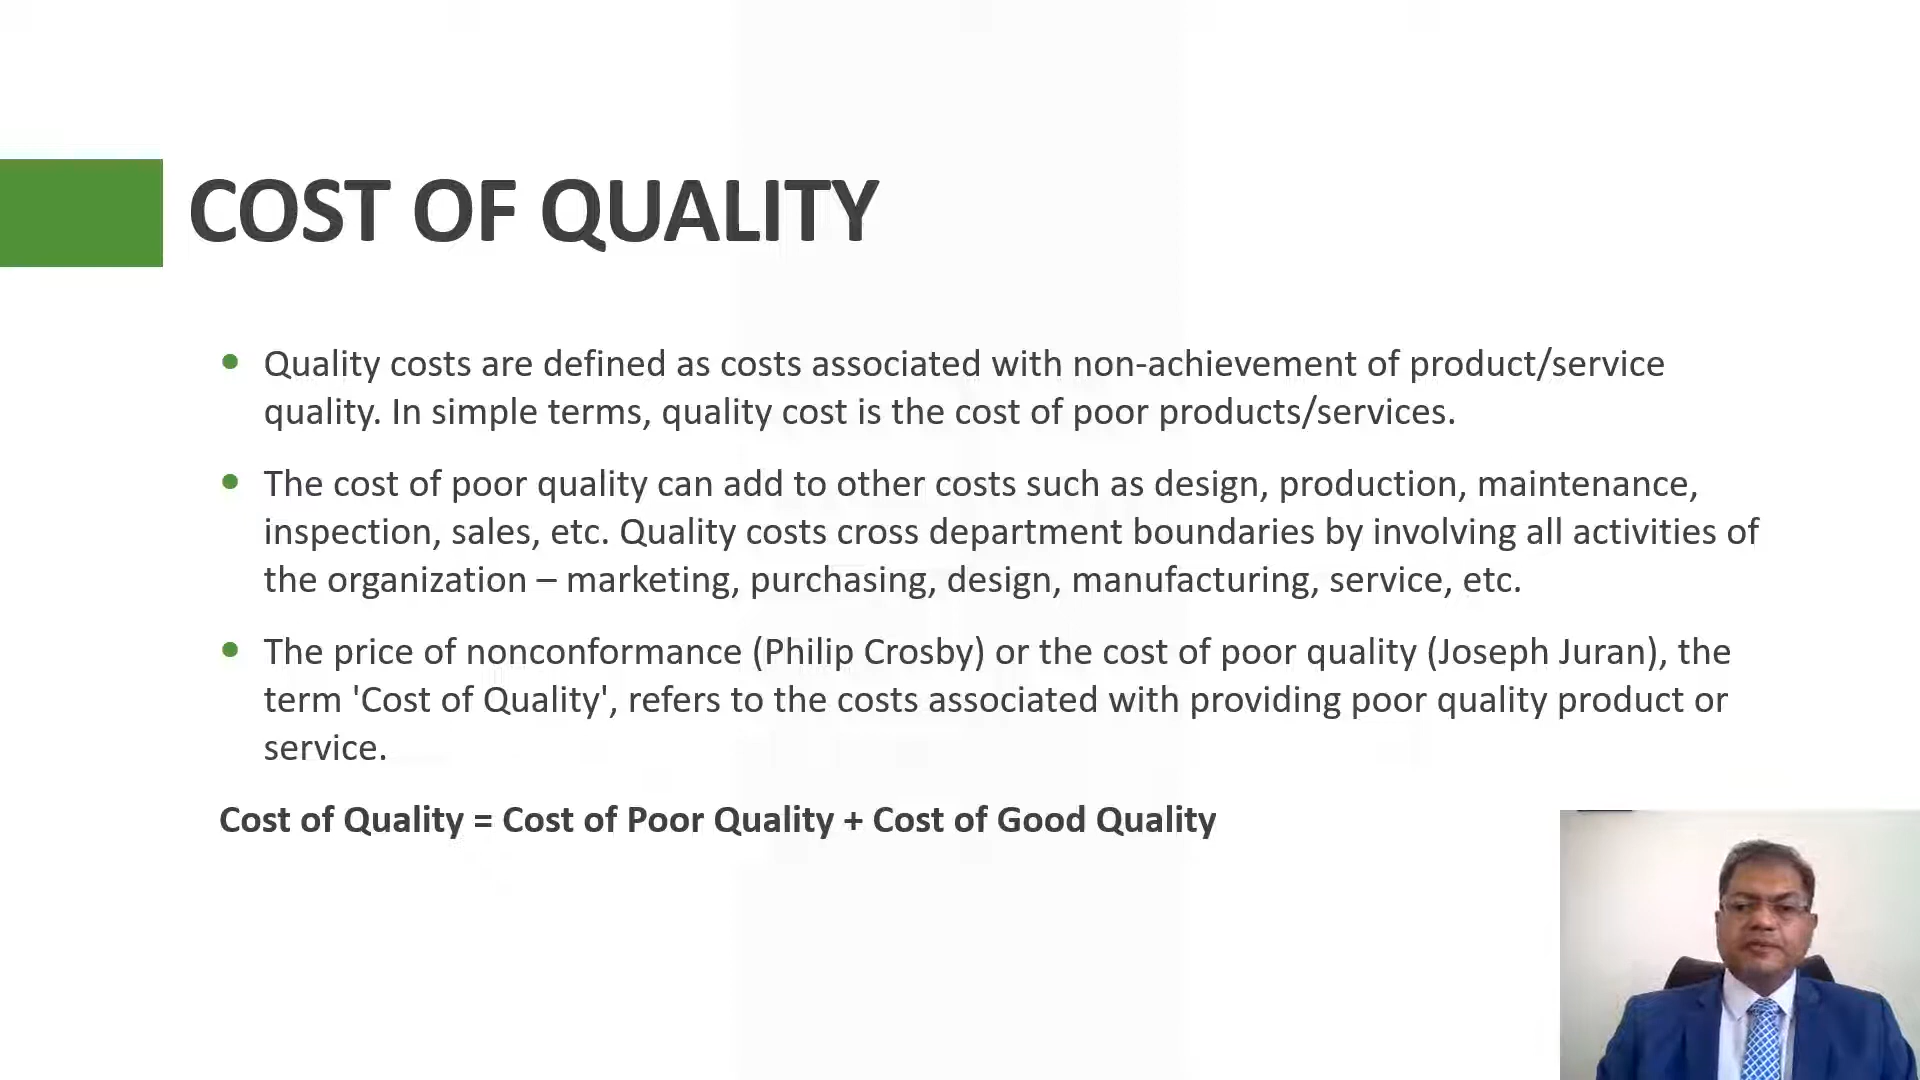 COST OF QUALITY
Quality costs are defined as costs associated with non-achievement of product/service
quality. In simple terms, quality cost is the cost of poor products/services.
The cost of poor quality can add to other costs such as design, production, maintenance,
inspection, sales, etc. Quality costs cross department boundaries by involving all activities of
the organization – marketing, purchasing, design, manufacturing, service, etc.
The price of nonconformance (Philip Crosby) or the cost of poor quality (Joseph Juran), the
term 'Cost of Quality', refers to the costs associated with providing poor quality product or
service.
Cost of Quality = Cost of Poor Quality + Cost of Good Quality